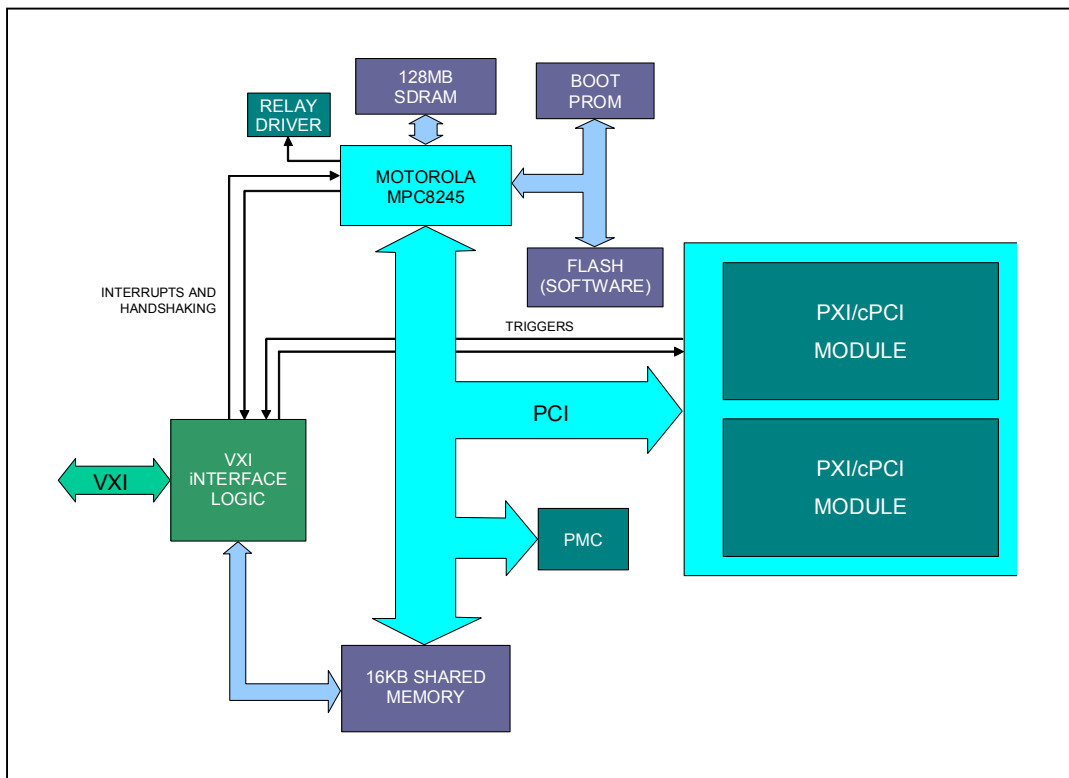 128MB
SDRAM
BOOT
PROM
RELAY
DRIVER
MOTOROLA
MPC8245
FLASH
(SOFTWARE)
INTERRUPTS AND
HANDSHAKING
TRIGGERS
PXI/cPCI
MODULE
PCI
VXI
VXI
iNTERFACE
LOGIC
PXI/cPCI
MODULE
PMC
16KB SHARED
MEMORY